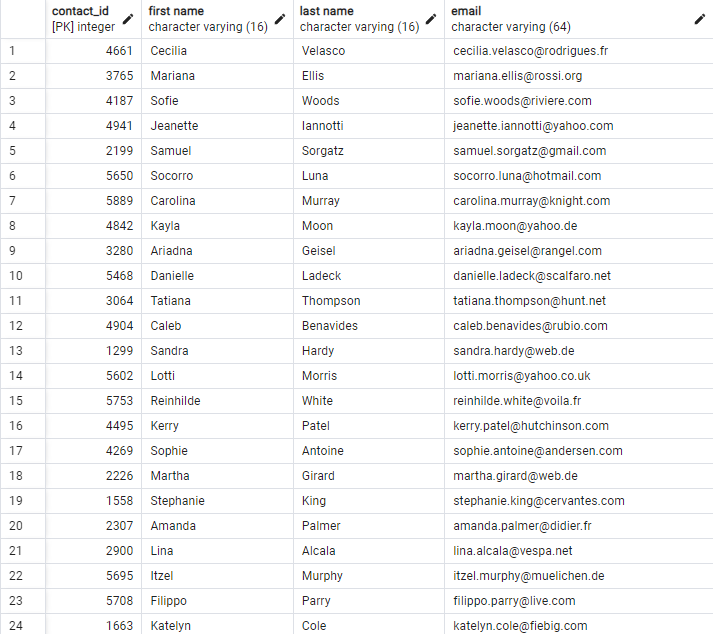 contact_id first name last name email
[PK] integer character varying (16) character varying (16) character varying (64)
1 4661 Cecilia Velasco cecilia.velasco@rodrigues.fr
2 3765 Mariana Ellis mariana.ellis@rossi.org
3 4187 Sofie Woods sofie.woods@riviere.com
4 4941 Jeanette Iannotti jeanette.iannotti@yahoo.com
5 2199 Samuel Sorgatz samuel.sorgatz@gmail.com
6 5650 Socorro Luna socorro.luna@hotmail.com
7 5889 Carolina Murray carolina.murray@knight.com
8 4842 Kayla Moon kayla.moon@yahoo.de
9 3280 Ariadna Geisel ariadna.geisel@rangel.com
10 5468 Danielle Ladeck danielle.ladeck@scalfaro.net
11 3064 Tatiana Thompson tatiana.thompson@hunt.net
12 4904 Caleb Benavides caleb.benavides@rubio.com
13 1299 Sandra Hardy sandra.hardy@web.de
14 5602 Lotti Morris lotti.morris@yahoo.co.uk
15 5753 Reinhilde White reinhilde.white@voila.fr
16 4495 Kerry Patel kerry.patel@hutchinson.com
17 4269 Sophie Antoine sophie.antoine@andersen.com
18 2226 Martha Girard martha.girard@web.de
19 1558 Stephanie King stephanie.king@cervantes.com
20 2307 Amanda Palmer amanda.palmer@didier.fr
21 2900 Lina Alcala lina.alcala@vespa.net
22 5695 Itzel Murphy itzel.murphy@muelichen.de
23 5708 Filippo Parry filippo.parry@live.com
24 1663 Katelyn Cole katelyn.cole@fiebig.com